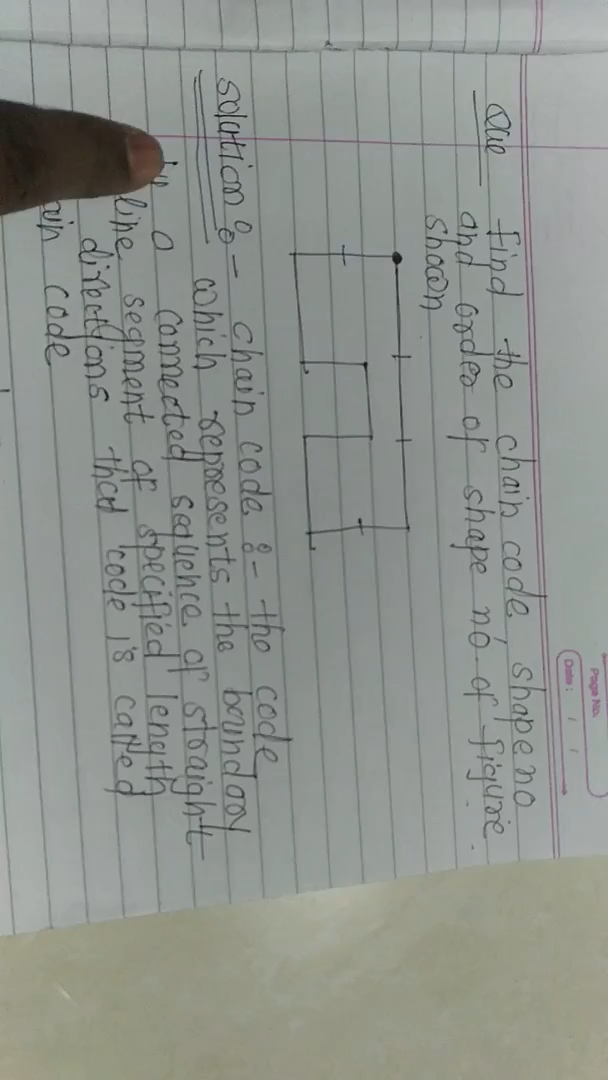 Page No.
Date: / /
Que find the chain code, shape no
and order of shape no. of figure.
shown
Solution :- chain code :- the code
which represents the boundary
a connected sequence of straight
line segment of specified length
directions that code is called
code